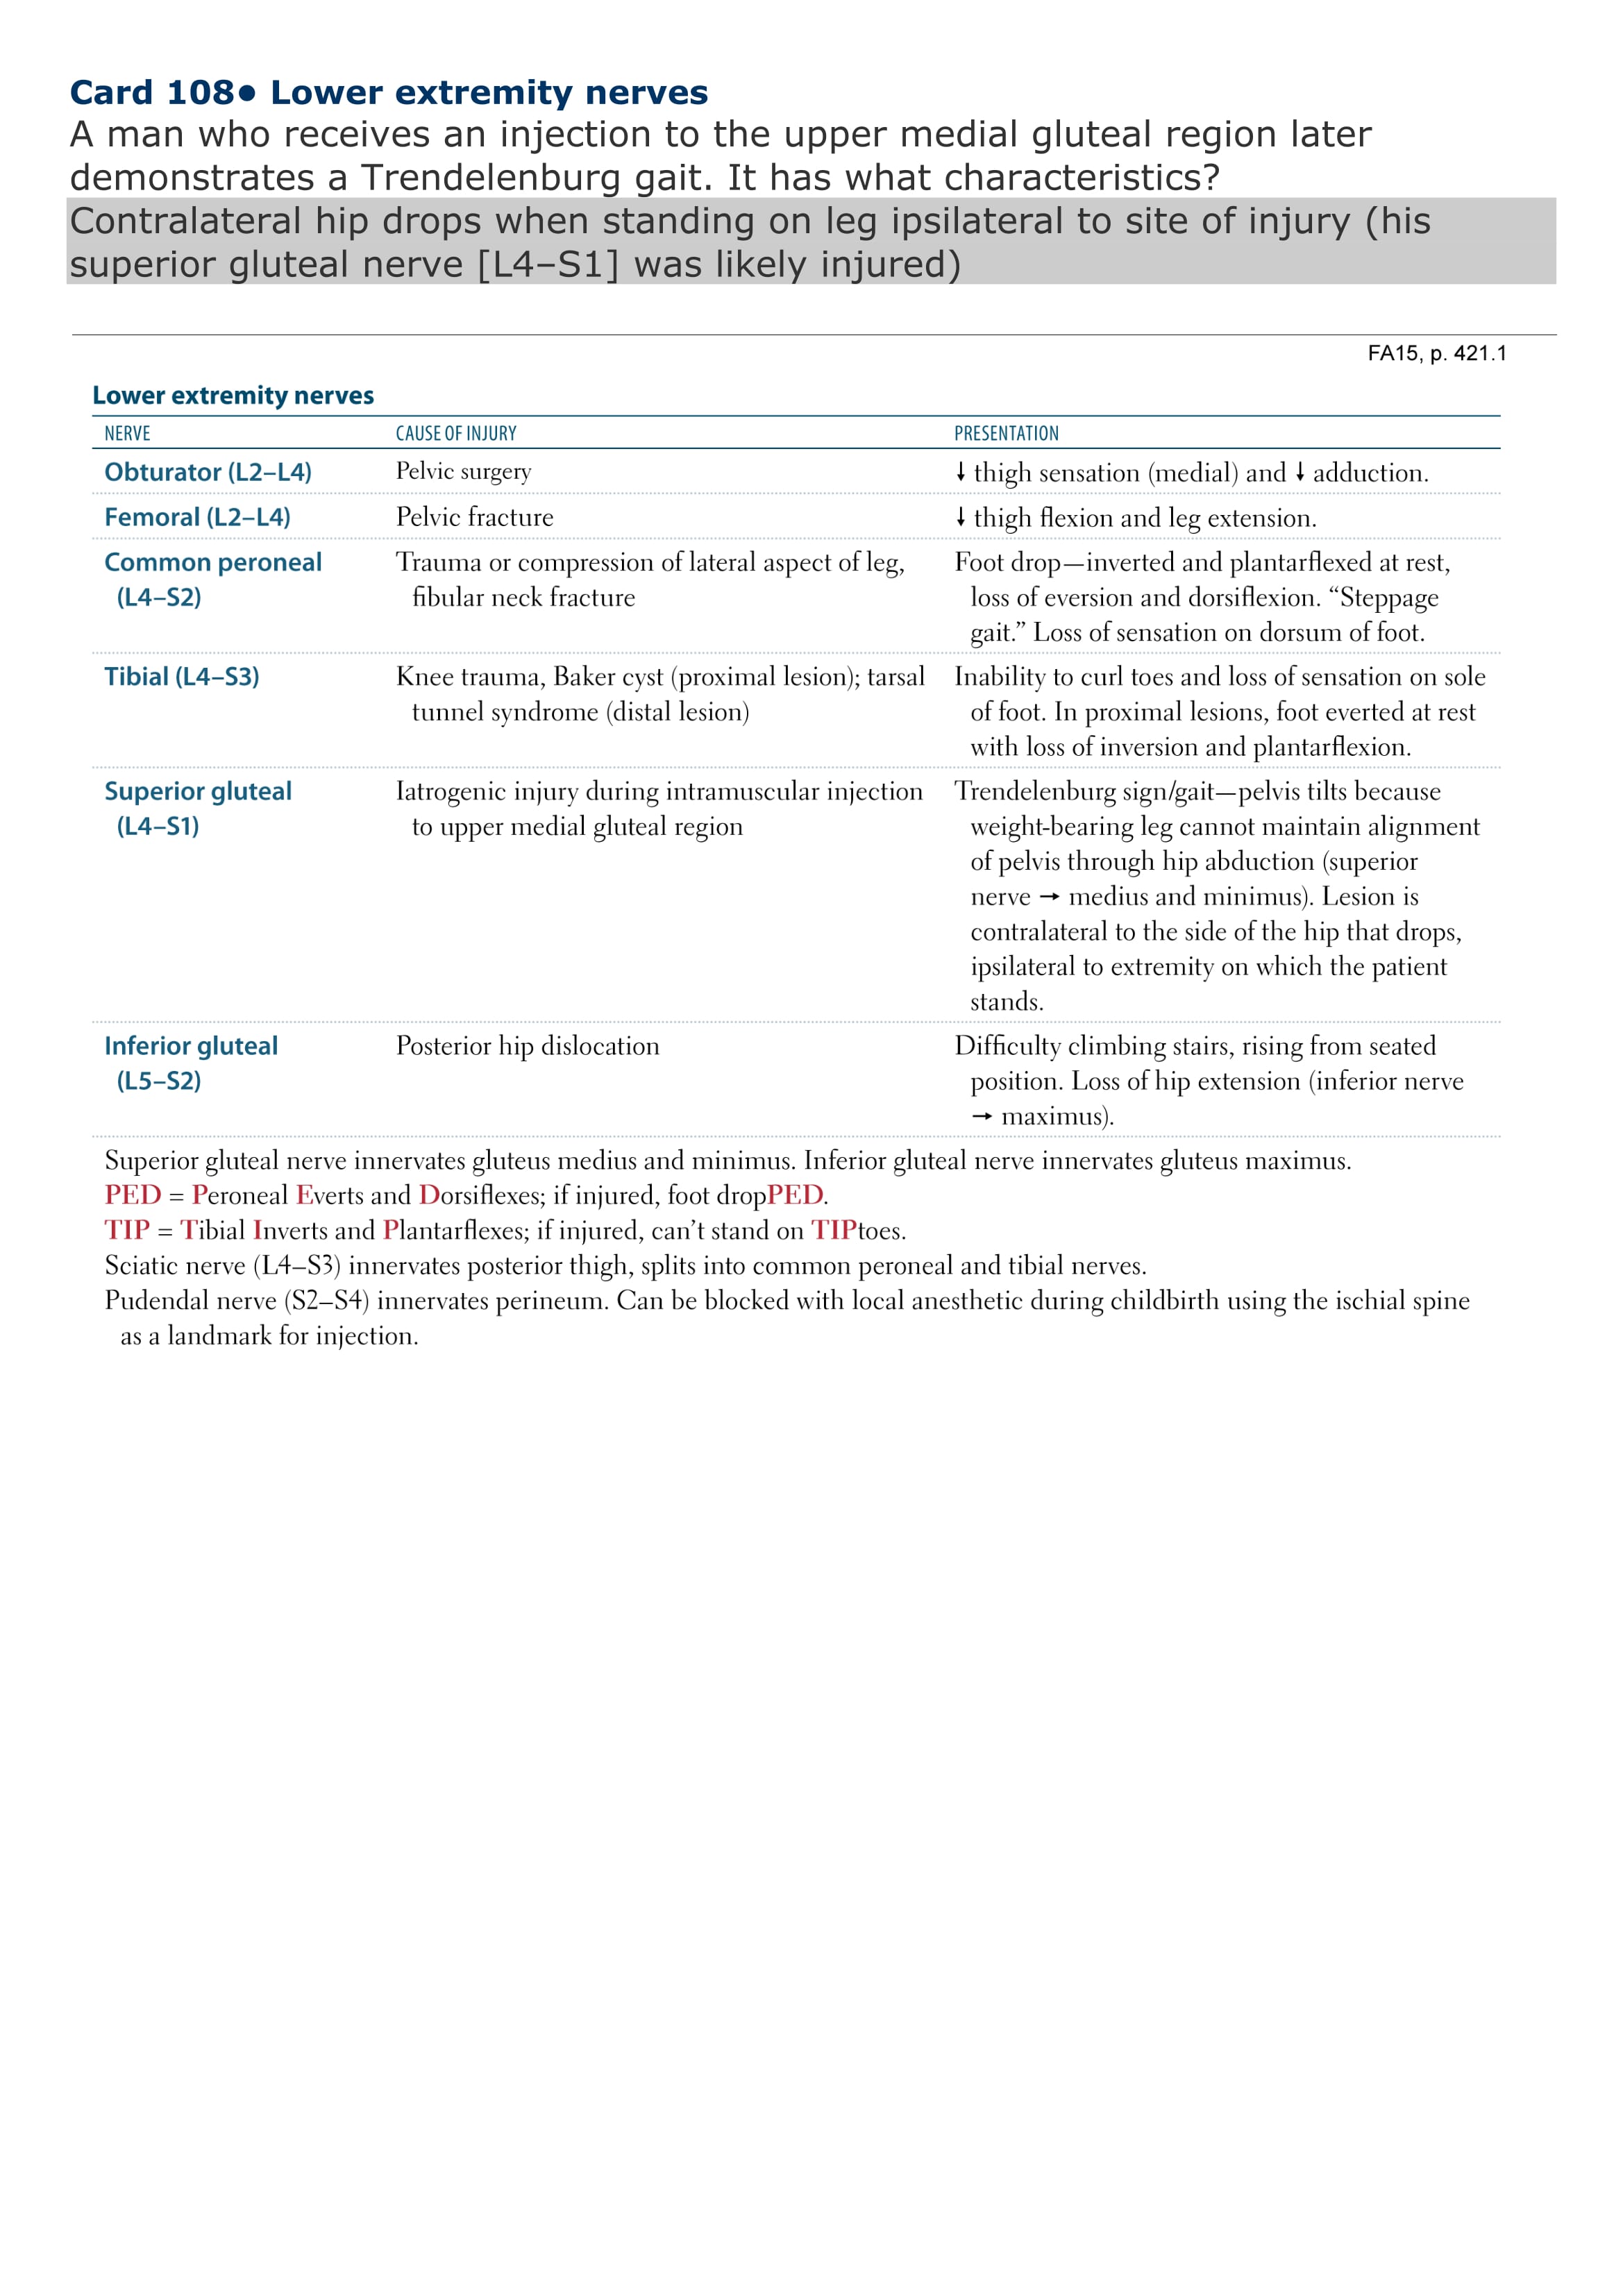 Card 108● Lower extremity nerves
A man who receives an injection to the upper medial gluteal region later
demonstrates a Trendelenburg gait. It has what characteristics?
Contralateral hip drops when standing on leg ipsilateral to site of injury (his
superior gluteal nerve [L4–S1] was likely injured)
FA15, p. 421.1
Lower extremity nerves
NERVE CAUSE OF INJURY PRESENTATION
Obturator (L2–L4) Pelvic surgery ↓ thigh sensation (medial) and ↓ adduction.
Femoral (L2–L4) Pelvic fracture ↓ thigh flexion and leg extension.
Common peroneal Trauma or compression of lateral aspect of leg, Foot drop—inverted and plantarflexed at rest,
(L4–S2) fibular neck fracture loss of eversion and dorsiflexion. “Steppage
gait.” Loss of sensation on dorsum of foot.
Tibial (L4–S3) Knee trauma, Baker cyst (proximal lesion); tarsal Inability to curl toes and loss of sensation on sole
tunnel syndrome (distal lesion) of foot. In proximal lesions, foot everted at rest
with loss of inversion and plantarflexion.
Superior gluteal Iatrogenic injury during intramuscular injection Trendelenburg sign/gait—pelvis tilts because
(L4–S1) to upper medial gluteal region weight-bearing leg cannot maintain alignment
of pelvis through hip abduction (superior
nerve → medius and minimus). Lesion is
contralateral to the side of the hip that drops,
ipsilateral to extremity on which the patient
stands.
Inferior gluteal Posterior hip dislocation Difficulty climbing stairs, rising from seated
(L5–S2) position. Loss of hip extension (inferior nerve
→ maximus).
Superior gluteal nerve innervates gluteus medius and minimus. Inferior gluteal nerve innervates gluteus maximus.
PED = Peroneal Everts and Dorsiflexes; if injured, foot dropPED.
TIP = Tibial Inverts and Plantarflexes; if injured, can’t stand on TIPtoes.
Sciatic nerve (L4–S3) innervates posterior thigh, splits into common peroneal and tibial nerves.
Pudendal nerve (S2–S4) innervates perineum. Can be blocked with local anesthetic during childbirth using the ischial spine
as a landmark for injection.